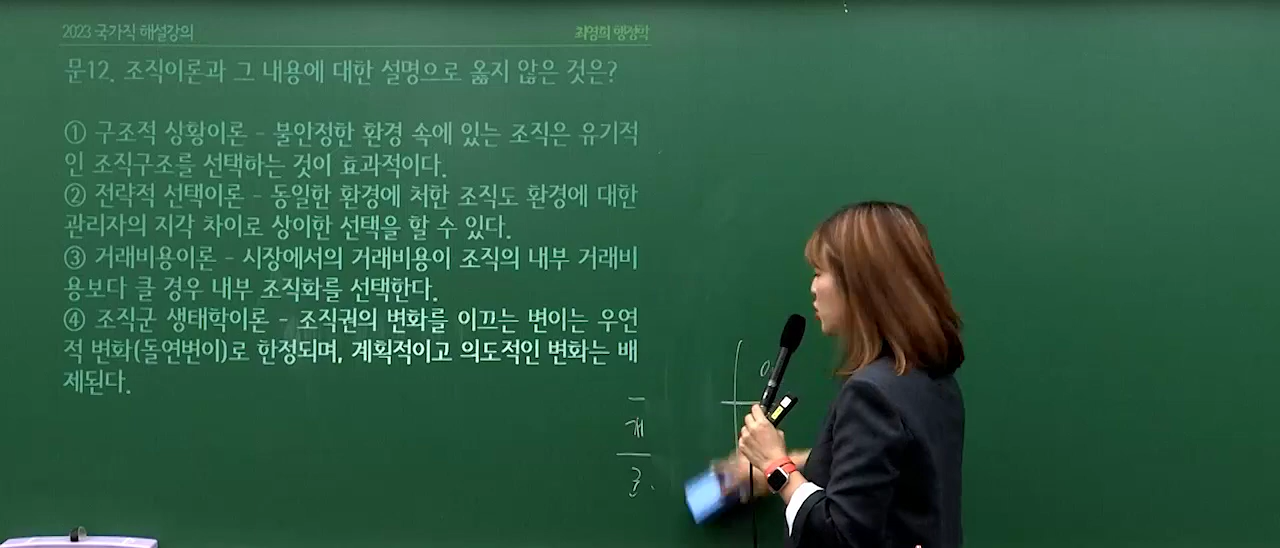 2023 국가직 해설강의
최영희 행정학
문12. 조직이론과 그 내용에 대한 설명으로 옳지 않은 것은?
① 구조적 상황이론 - 불안정한 환경 속에 있는 조직은 유기적
인 조직구조를 선택하는 것이 효과적이다.
② 전략적 선택이론 - 동일한 환경에 처한 조직도 환경에 대한
관리자의 지각 차이로 상이한 선택을 할 수 있다.
③ 거래비용이론 - 시장에서의 거래비용이 조직의 내부 거래비
용보다 클 경우 내부 조직화를 선택한다.
④ 조직군 생태학이론 - 조직권의 변화를 이끄는 변이는 우연
적 변화(돌연변이)로 한정되며, 계획적이고 의도적인 변화는 배
제된다.
개